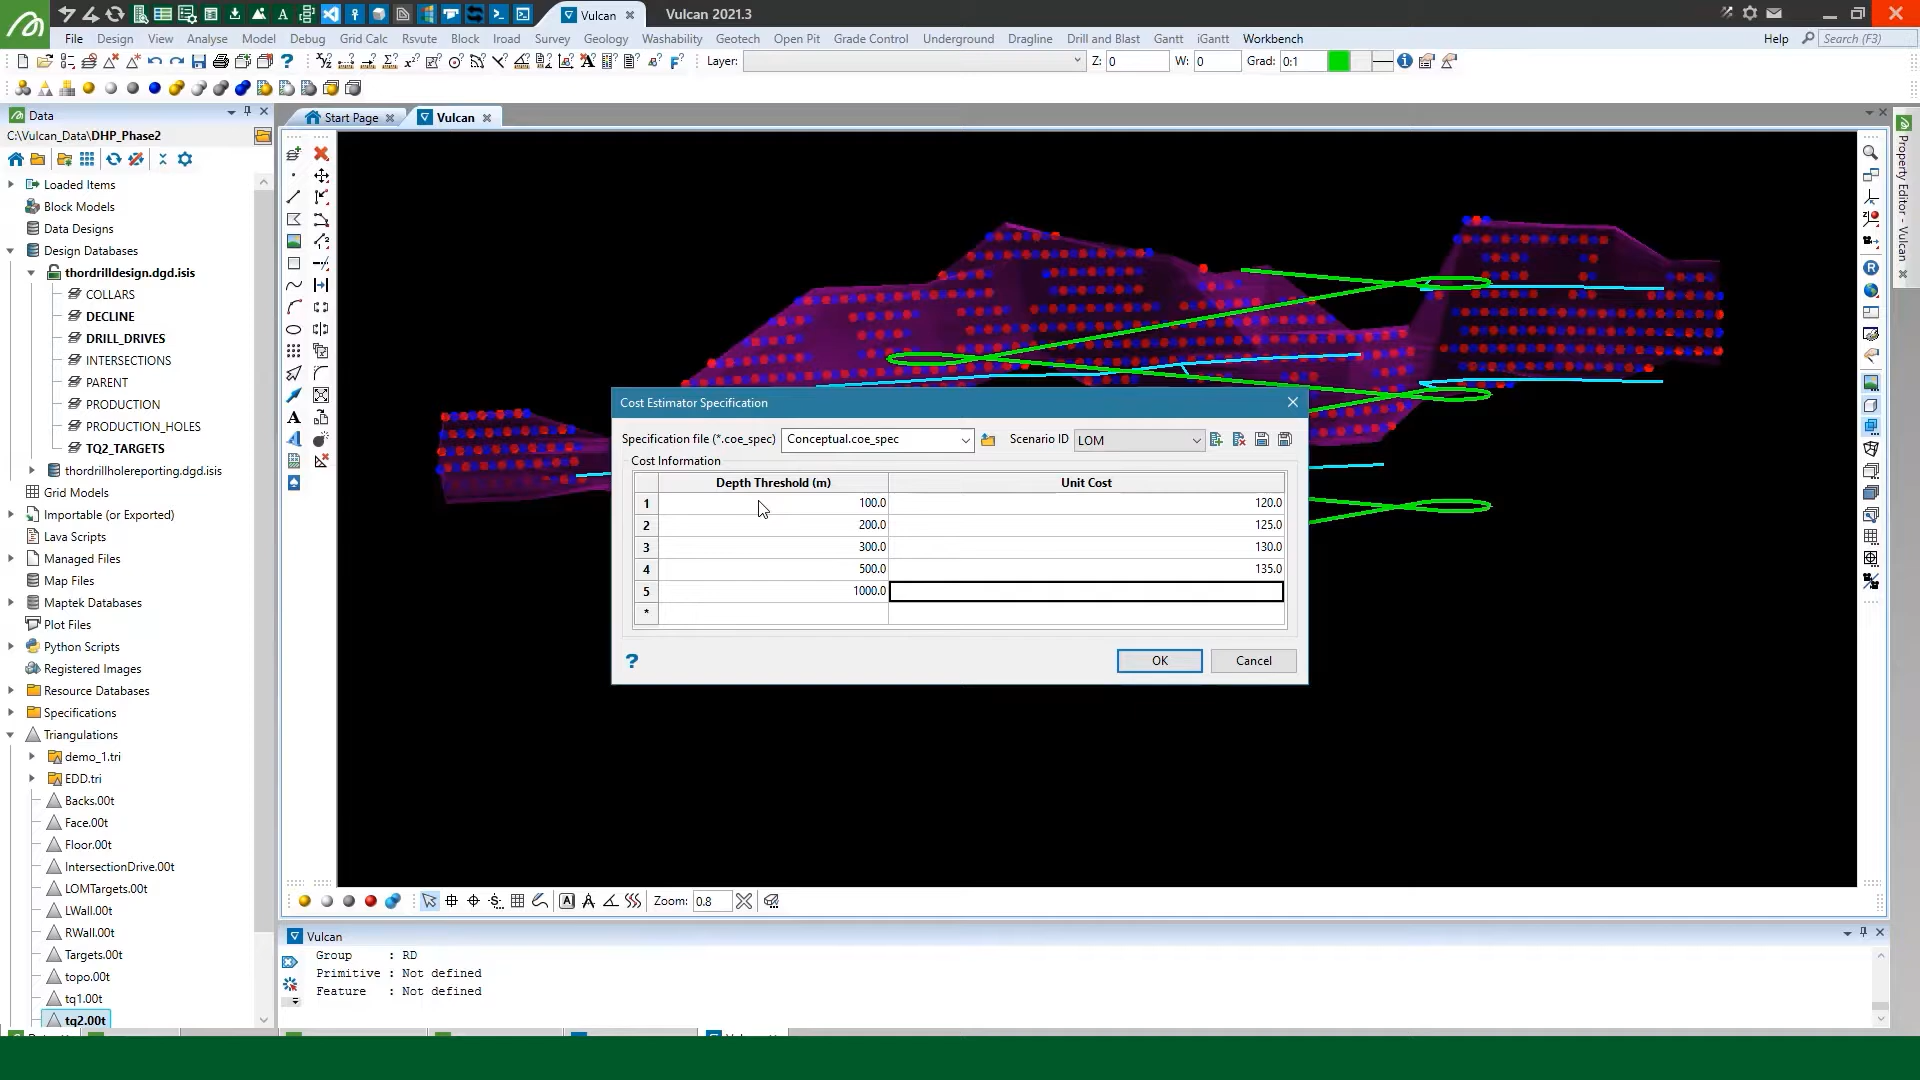 Vulcan
Vulcan 2021.3
File Design View Analyse Model Debug Grid Calc Rsvute Block Iroad Survey Geology Washability Geotech Open Pit Grade Control Underground Dragline Drill and Blast Gantt iGantt Workbench Help Search (F3)
Layer: Z: 0 W: 0 Grad: 0:1
Data
C:\Vulcan_Data\DHP_Phase2
Start Page
Vulcan
Property Editor - Vulcan
Loaded Items
Block Models
Data Designs
Design Databases
thordrilldesign.dgd.isis
COLLARS
DECLINE
DRILL_DRIVES
INTERSECTIONS
PARENT
PRODUCTION
PRODUCTION_HOLES
TQ2_TARGETS
thordrillholereporting.dgd.isis
Grid Models
Importable (or Exported)
Lava Scripts
Managed Files
Map Files
Maptek Databases
Plot Files
Python Scripts
Registered Images
Resource Databases
Specifications
Triangulations
demo_1.tri
EDD.tri
Backs.00t
Face.00t
Floor.00t
IntersectionDrive.00t
LOMTargets.00t
LWall.00t
RWall.00t
Targets.00t
topo.00t
tq1.00t
tq2.00t
Cost Estimator Specification
Specification file (*.coe_spec) Conceptual.coe_spec Scenario ID LOM
Cost Information
Depth Threshold (m) Unit Cost
1 100.0 120.0
2 200.0 125.0
3 300.0 130.0
4 500.0 135.0
5 1000.0
*
? OK Cancel
Zoom: 0.8
Vulcan
Group : RD
Primitive : Not defined
Feature : Not defined